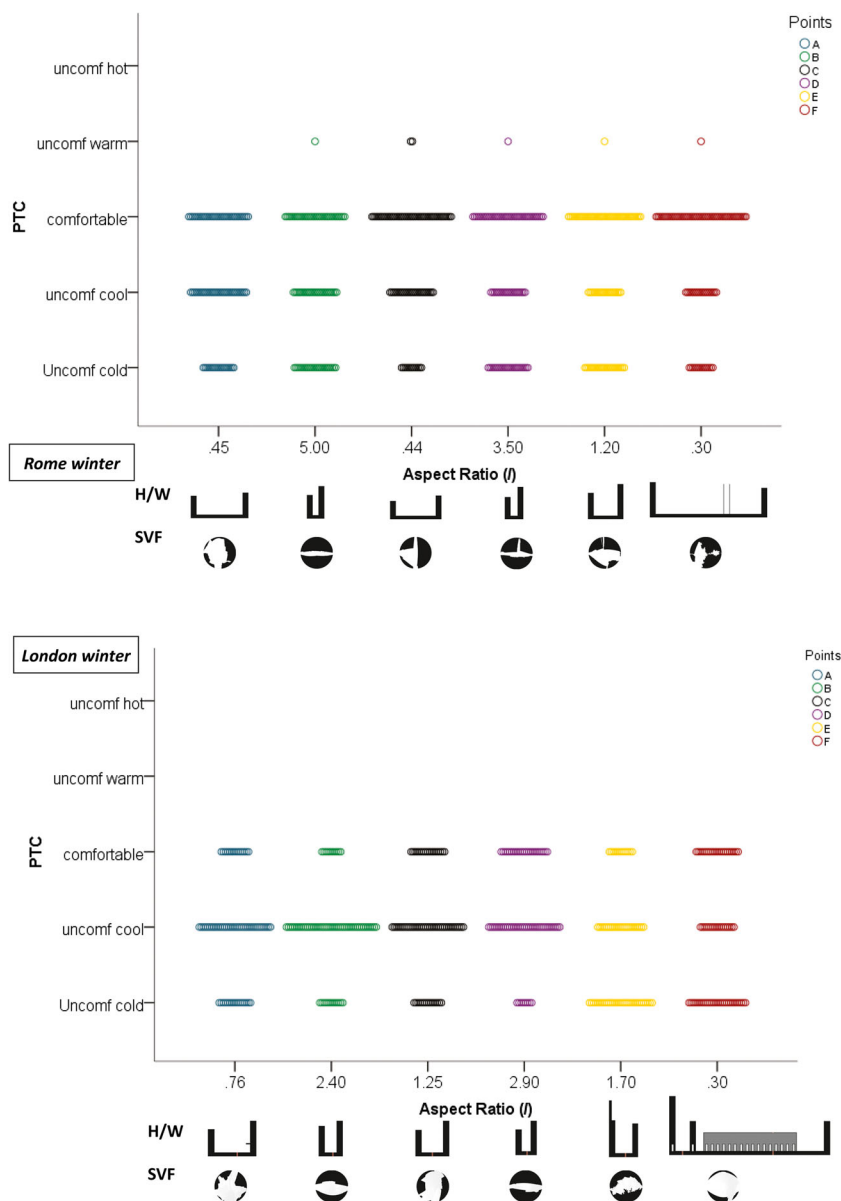 Points
A
B
C
D
E
F
uncomf hot
uncomf warm
comfortable
uncomf cool
Uncomf cold
PTC
.45 5.00 .44 3.50 1.20 .30
Aspect Ratio (I)
Rome winter
H/W
SVF
London winter
Points
A
B
C
D
E
F
uncomf hot
uncomf warm
comfortable
uncomf cool
Uncomf cold
PTC
.76 2.40 1.25 2.90 1.70 .30
Aspect Ratio (I)
H/W
SVF